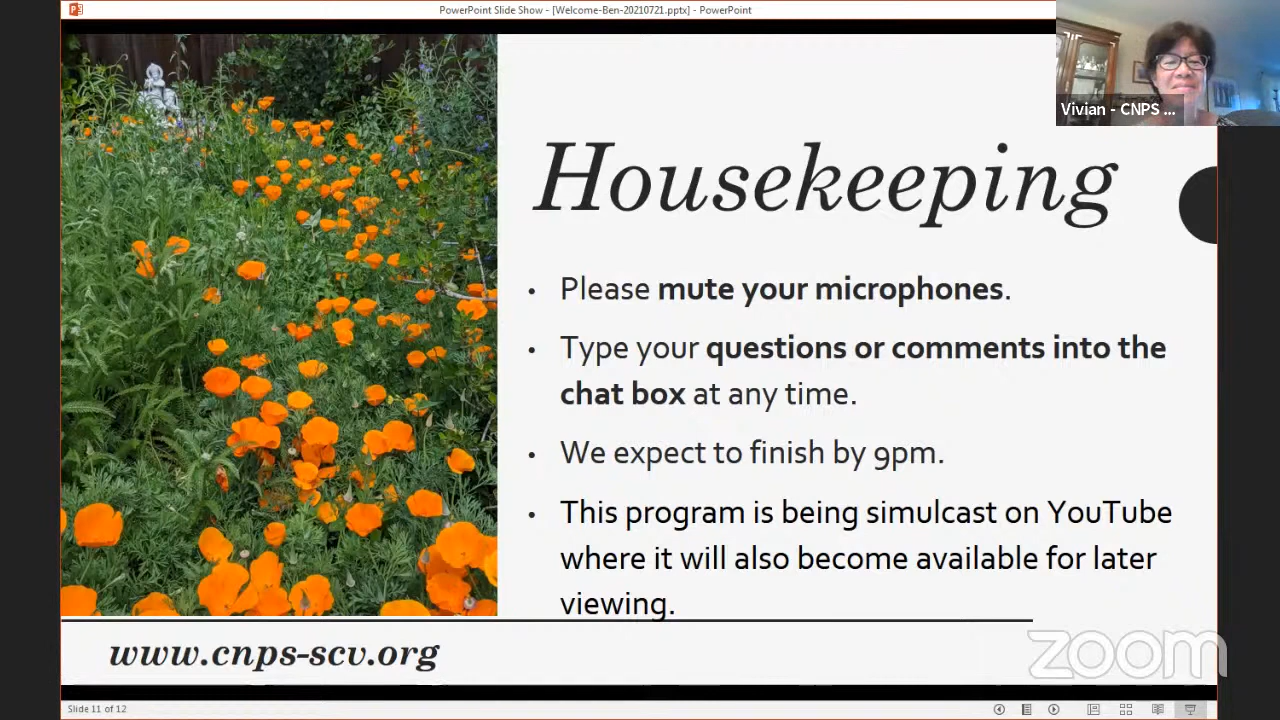 PowerPoint Slide Show - [Welcome-Ben-20210721.pptx] - PowerPoint
Vivian - CNPS ...
Housekeeping
• Please mute your microphones.
• Type your questions or comments into the
chat box at any time.
• We expect to finish by 9pm.
• This program is being simulcast on YouTube
where it will also become available for later
viewing.
www.cnps-scv.org
zoom
Slide 11 of 12